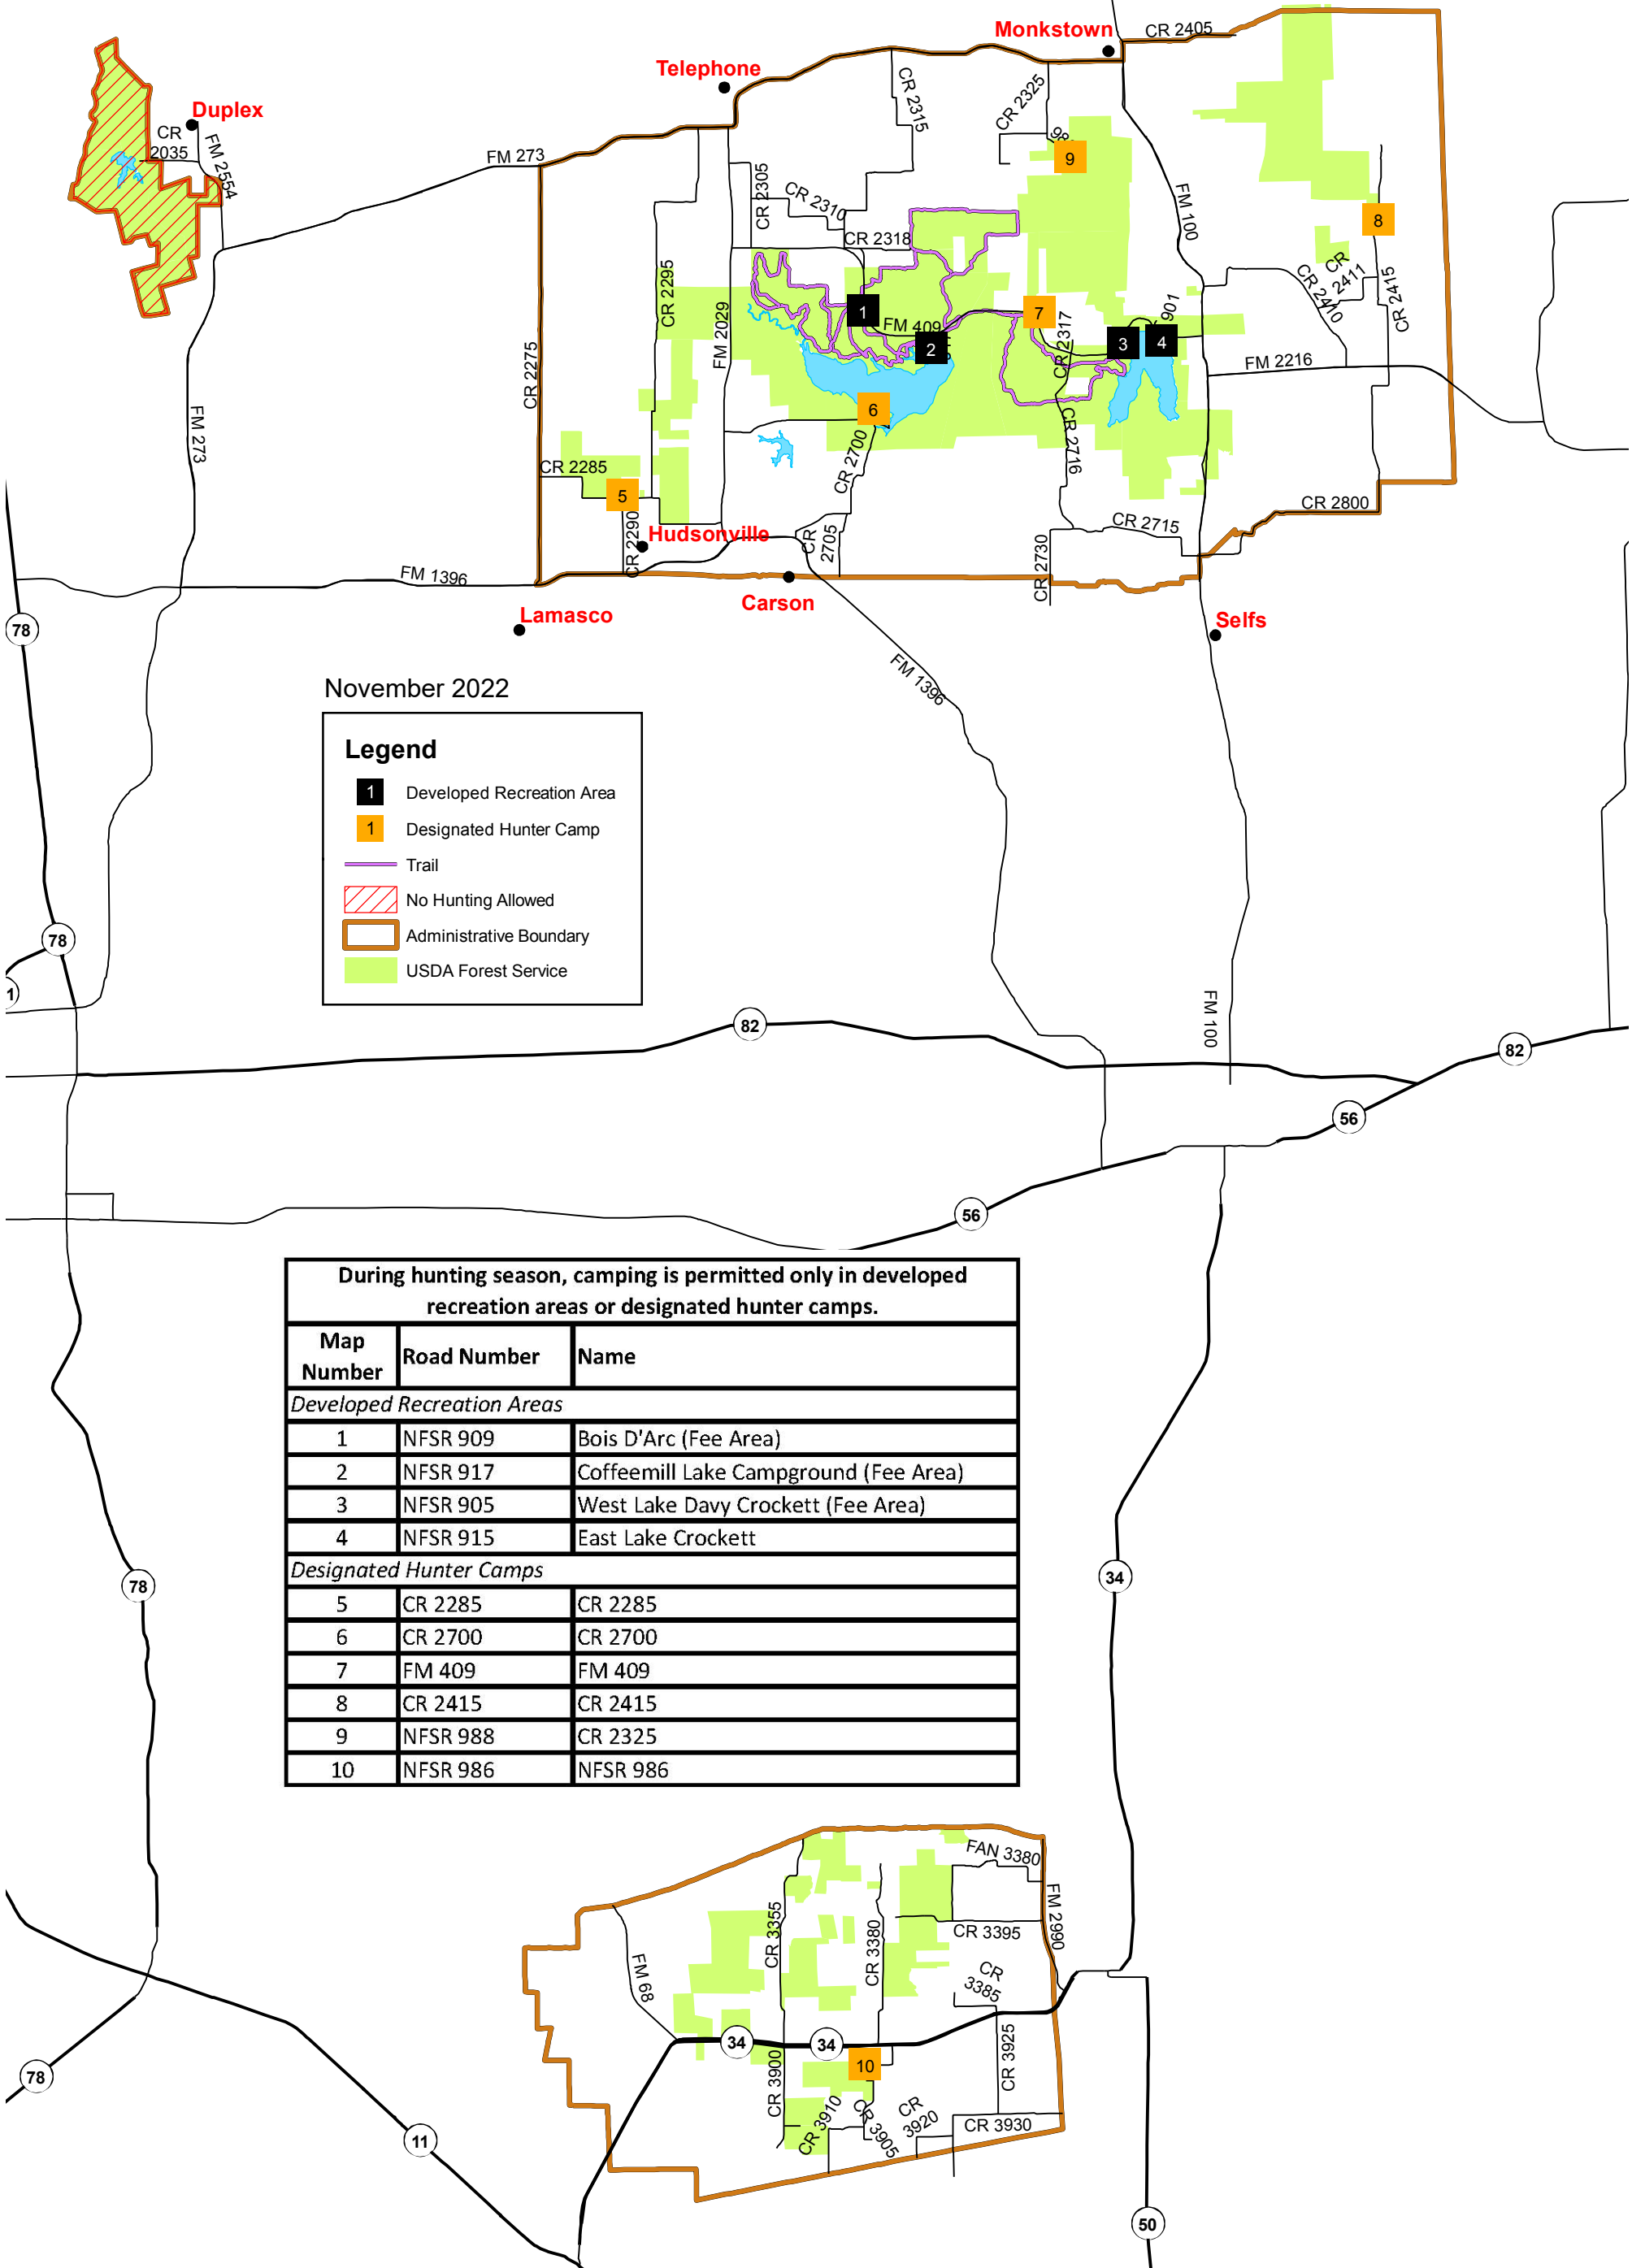 Monkstown
CR 2405
Telephone
CR 2315
CR 2325
Duplex
CR
2035
FM 2554
FM 273
9
CR 2305
CR 2310
FM 100
8
CR 2318
CR
2411
CR 2410
CR 2415
CR 2295
FM 2029
1
FM 409
2
7
CR 2317
3
4
901
FM 2216
CR 2275
FM 273
6
CR 2700
CR 2716
CR 2285
5
CR 2290
Hudsonville
CR
2705
CR 2715
CR 2800
CR 2730
FM 1396
Lamasco
Carson
Selfs
78
FM 1396
November 2022
Legend
1 Developed Recreation Area
1 Designated Hunter Camp
Trail
No Hunting Allowed
Administrative Boundary
USDA Forest Service
78
1
FM 100
82
82
56
56
During hunting season, camping is permitted only in developed
recreation areas or designated hunter camps.
Map
Number Road Number Name
Developed Recreation Areas
1 NFSR 909 Bois D'Arc (Fee Area)
2 NFSR 917 Coffeemill Lake Campground (Fee Area)
3 NFSR 905 West Lake Davy Crockett (Fee Area)
4 NFSR 915 East Lake Crockett
Designated Hunter Camps
5 CR 2285 CR 2285
6 CR 2700 CR 2700
7 FM 409 FM 409
8 CR 2415 CR 2415
9 NFSR 988 CR 2325
10 NFSR 986 NFSR 986
78
34
FAN 3380
FM 2990
CR 3355
CR 3380
CR 3395
FM 68
CR
3385
34
34
10
CR 3900
CR 3925
CR 3910
CR 3905
CR
3920
CR 3930
78
11
50